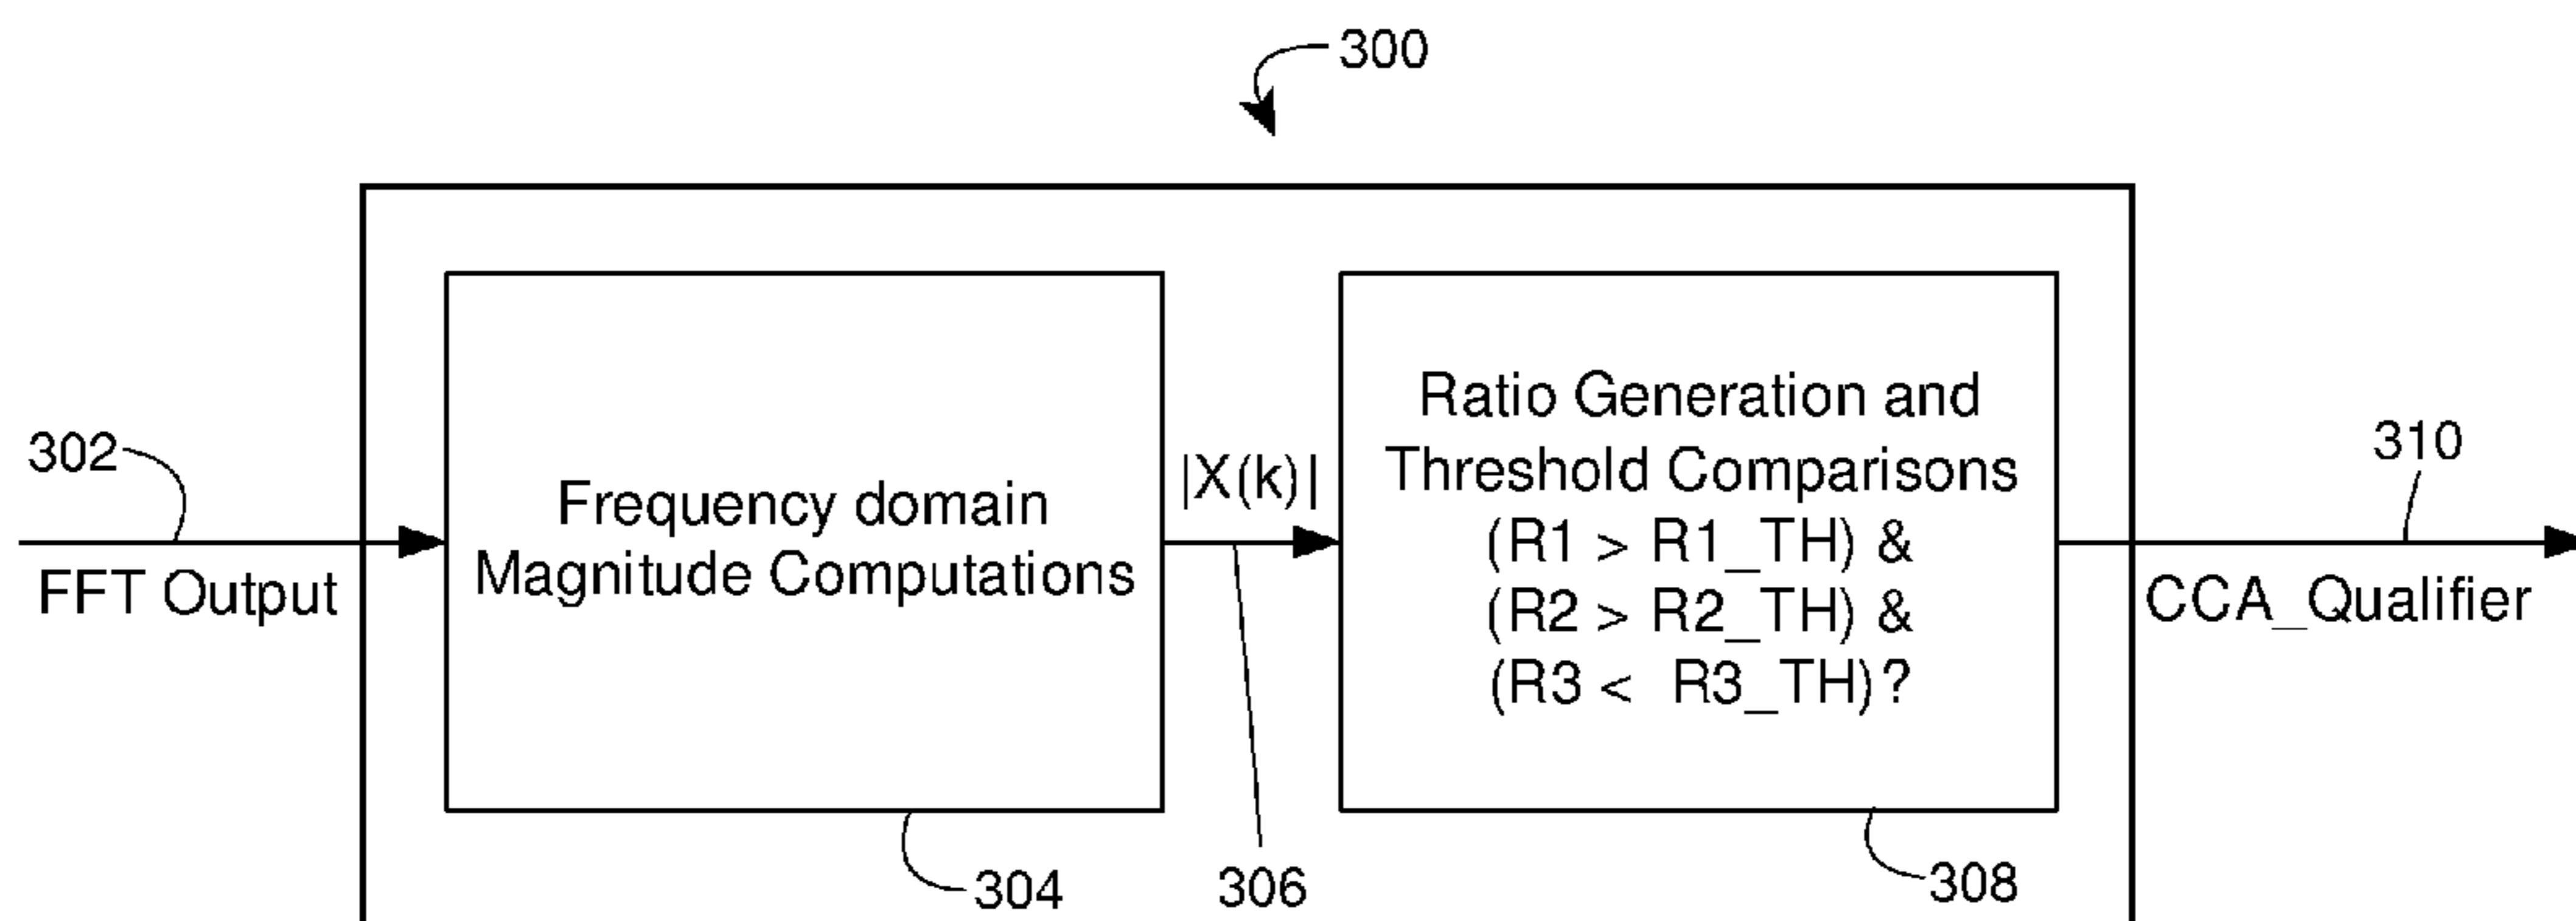 300
302
FFT Output
Frequency domain
Magnitude Computations
304
|X(k)|
306
Ratio Generation and
Threshold Comparisons
(R1 > R1_TH) &
(R2 > R2_TH) &
(R3 < R3_TH)?
308
310
CCA_Qualifier